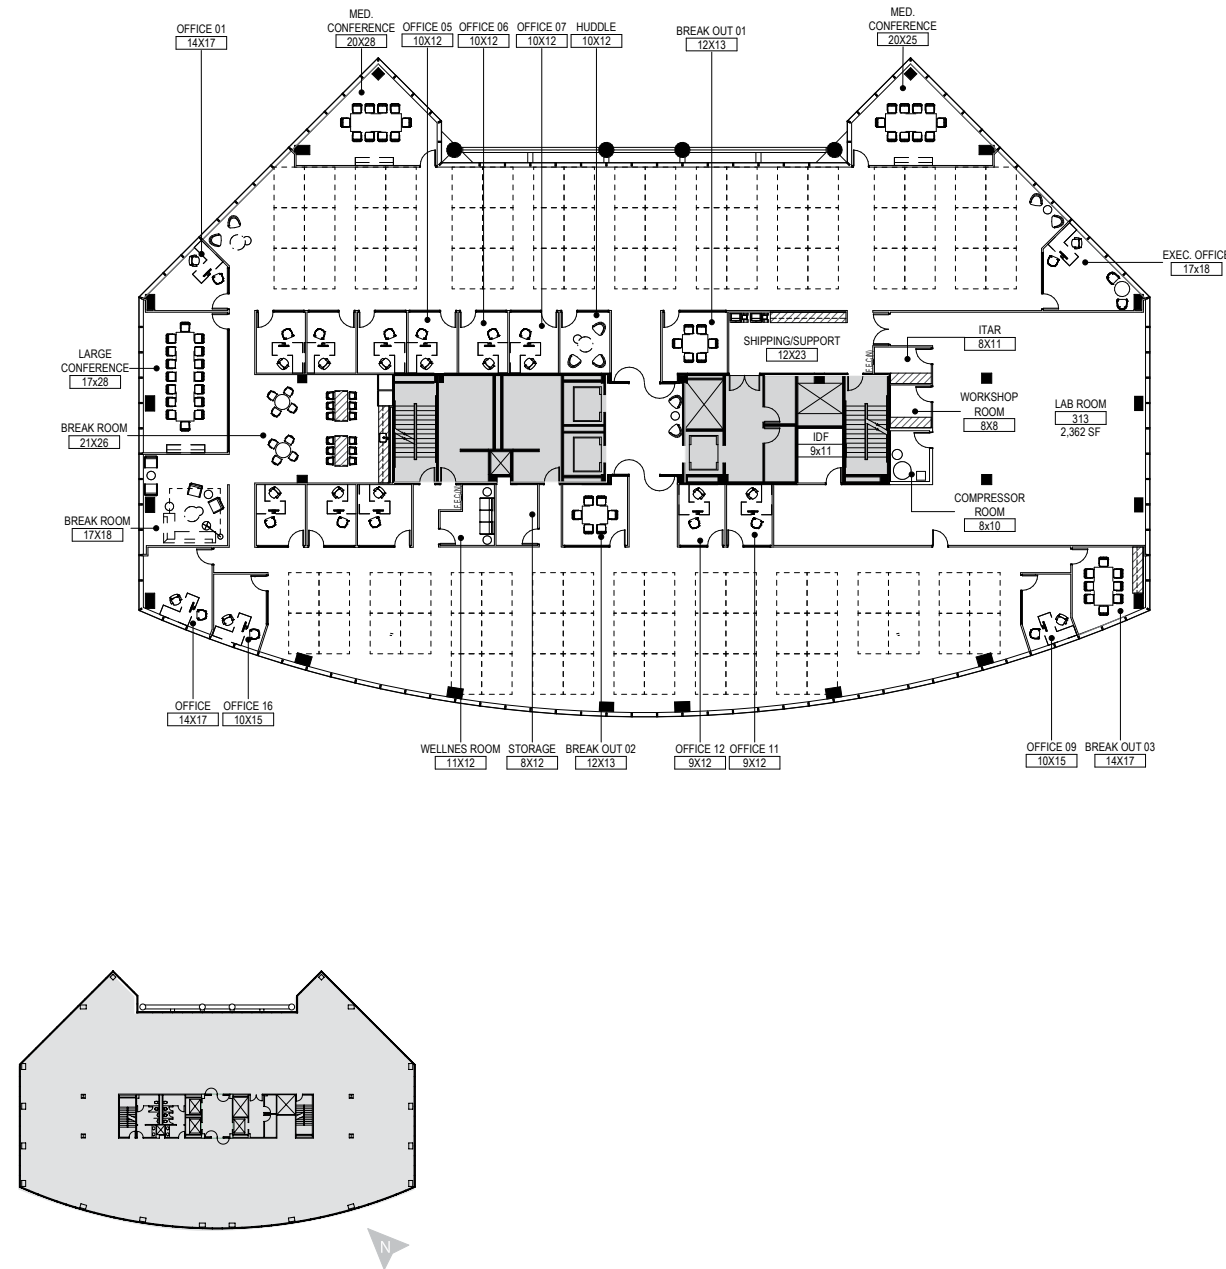 OFFICE 01
14X17
MED.
CONFERENCE
20X28
OFFICE 05
10X12
OFFICE 06
10X12
OFFICE 07
10X12
HUDDLE
10X12
BREAK OUT 01
12X13
MED.
CONFERENCE
20X25
EXEC. OFFICE
17x18
LARGE
CONFERENCE
17x28
BREAK ROOM
21X26
BREAK ROOM
17X18
SHIPPING/SUPPORT
12X23
ITAR
8X11
WORKSHOP
ROOM
8X8
LAB ROOM
313
2,362 SF
IDF
9x11
COMPRESSOR
ROOM
8x10
OFFICE
14X17
OFFICE 16
10X15
WELLNES ROOM
11X12
STORAGE
8X12
BREAK OUT 02
12X13
OFFICE 12
9X12
OFFICE 11
9X12
OFFICE 09
10X15
BREAK OUT 03
14X17
N